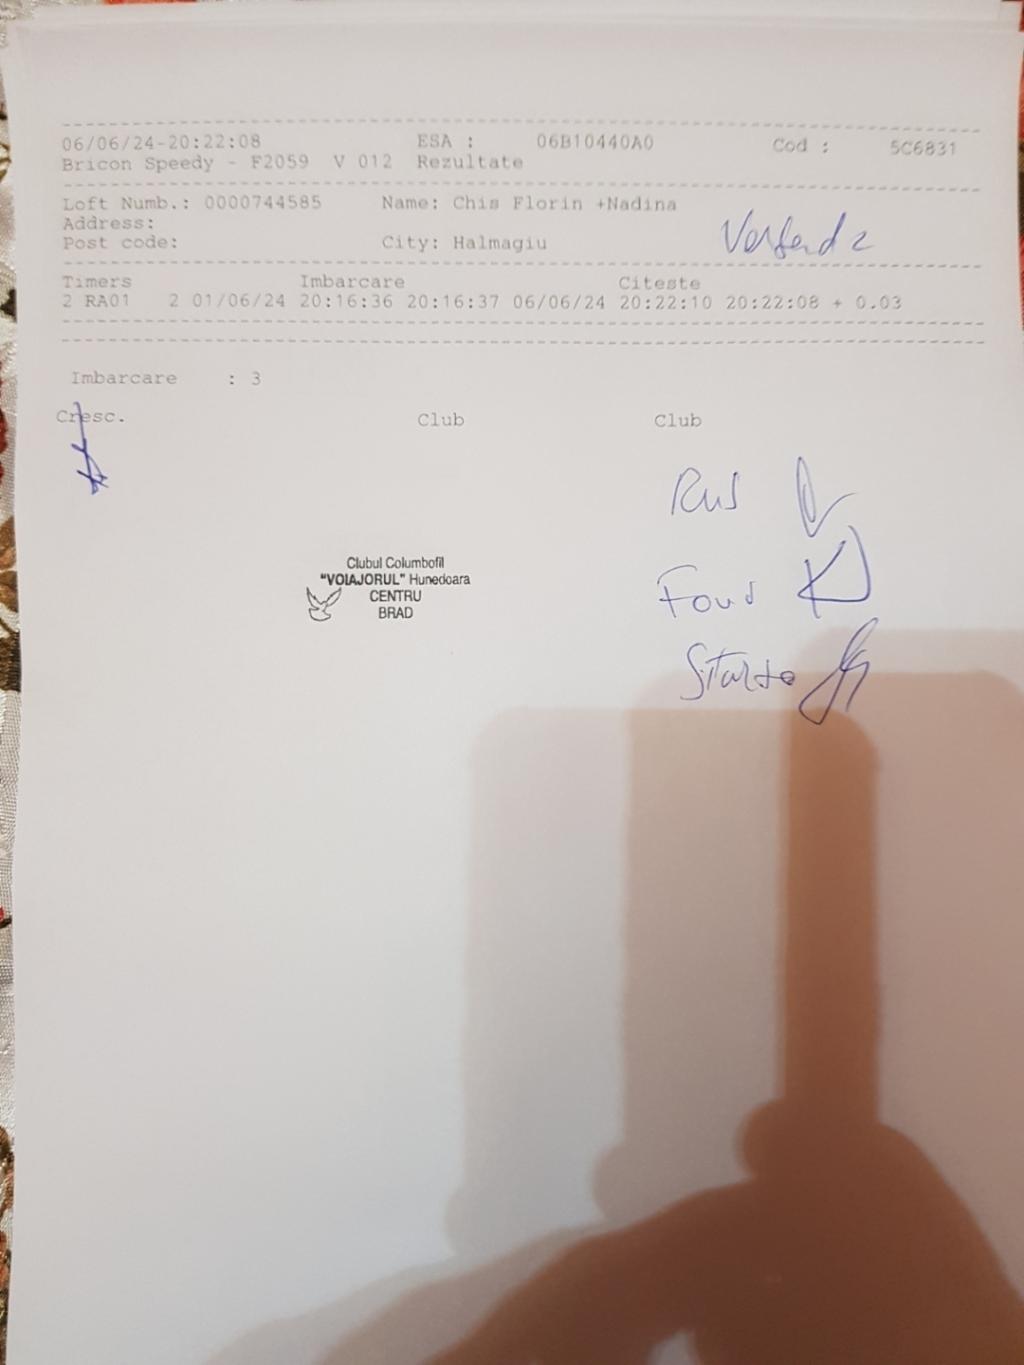 06/06/24-20:22:08 ESA : 06B10440A0 Cod : 5C6831
Bricon Speedy - F2059 V 012 Rezultate
Loft Numb.: 0000744585 Name: Chis Florin +Nadina
Address:
Post code: City: Halmagiu
Timers Imbarcare Citeste
2 RA01 2 01/06/24 20:16:36 20:16:37 06/06/24 20:22:10 20:22:08 + 0.03
Imbarcare : 3
Cresc. Club Club
Rus
Clubul Columbofil
"VOIAJORUL" Hunedoara
CENTRU
BRAD